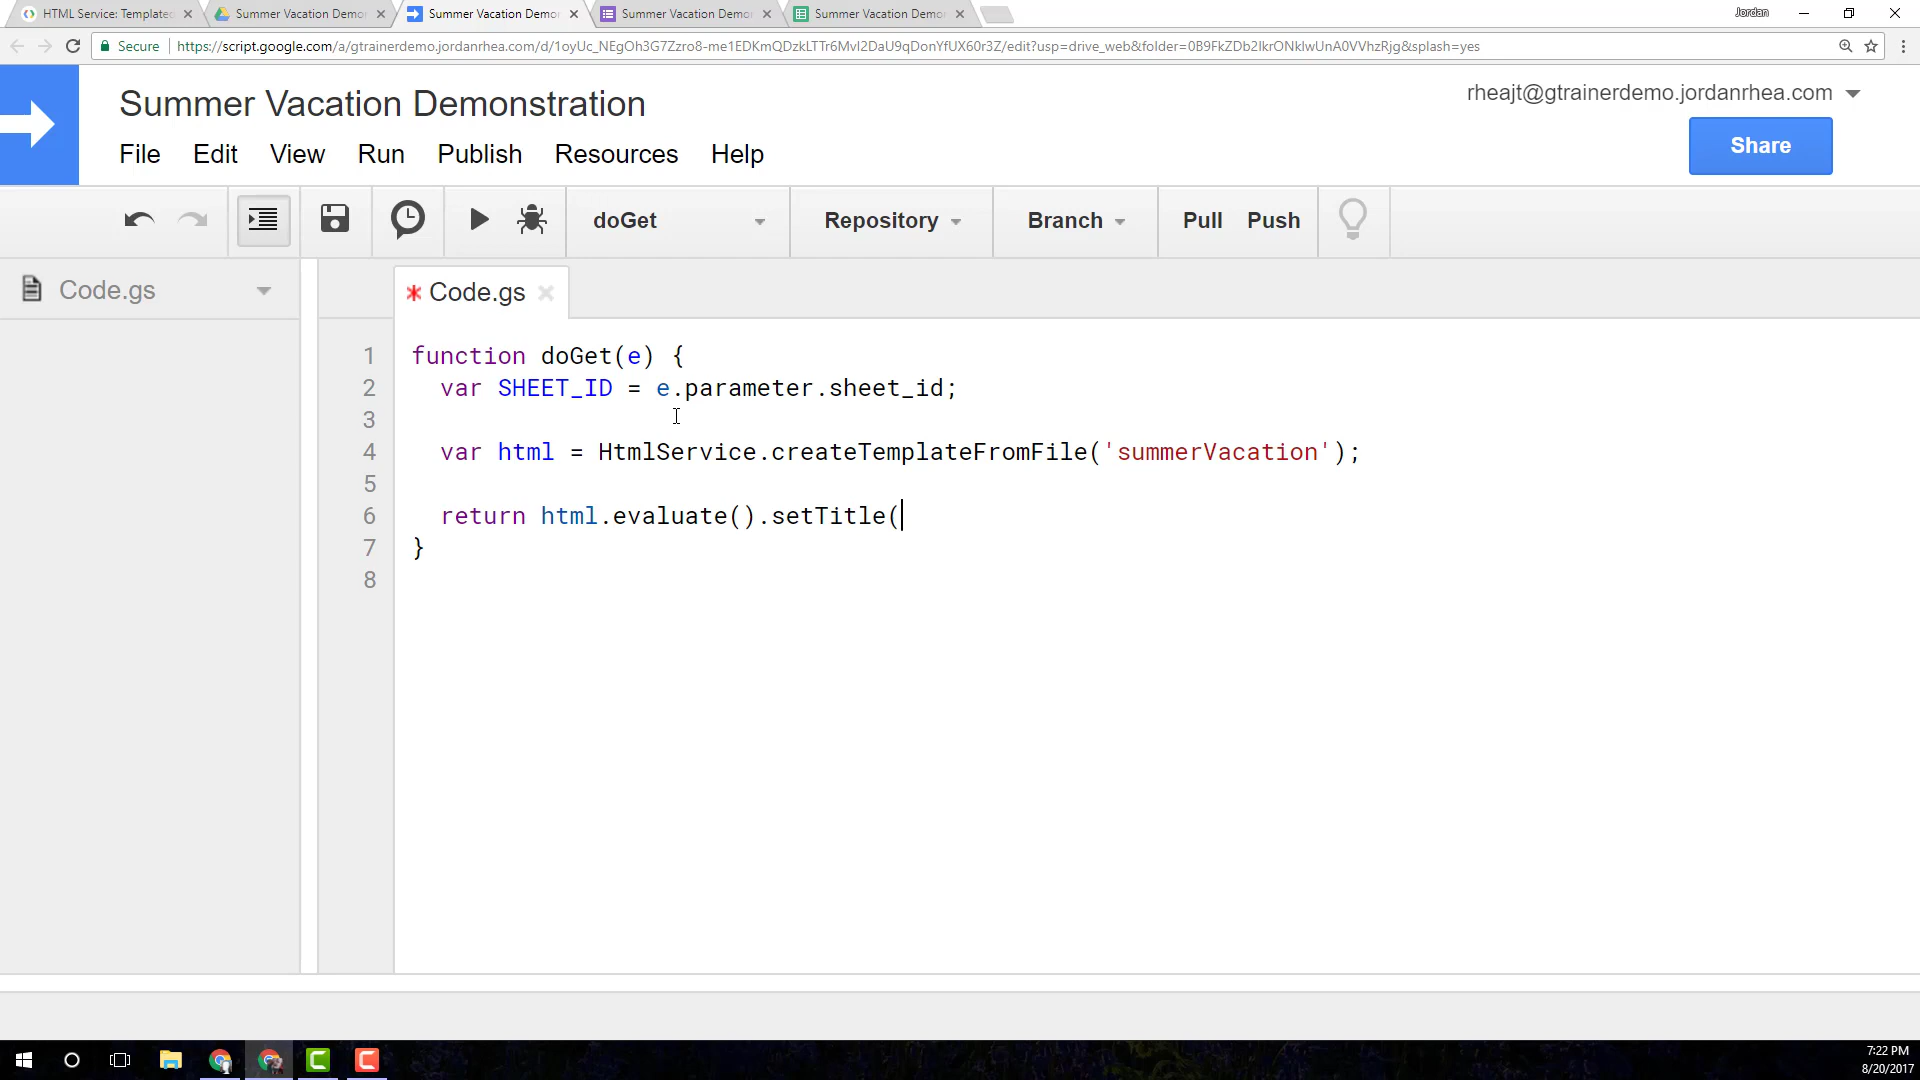 HTML Service: Template
Summer Vacation Demo
Summer Vacation Demo
Summer Vacation Demo
Summer Vacation Demo
Jordan
Secure https://script.google.com/a/gtrainerdemo.jordanrhea.com/d/1oyUc_NEgOh3G7Zzro8-me1EDKmQDzkLTTr6MvI2DaU9qDonYfUX60r3Z/edit?usp=drive_web&folder=0B9FkZDb2IkrONklwUnA0VVhzRjg&splash=yes
Summer Vacation Demonstration
rheajt@gtrainerdemo.jordanrhea.com
File Edit View Run Publish Resources Help
Share
doGet Repository Branch Pull Push
Code.gs
* Code.gs
1 function doGet(e) {
2 var SHEET_ID = e.parameter.sheet_id;
3
4 var html = HtmlService.createTemplateFromFile('summerVacation');
5
6 return html.evaluate().setTitle(
7 }
8
7:22 PM
8/20/2017